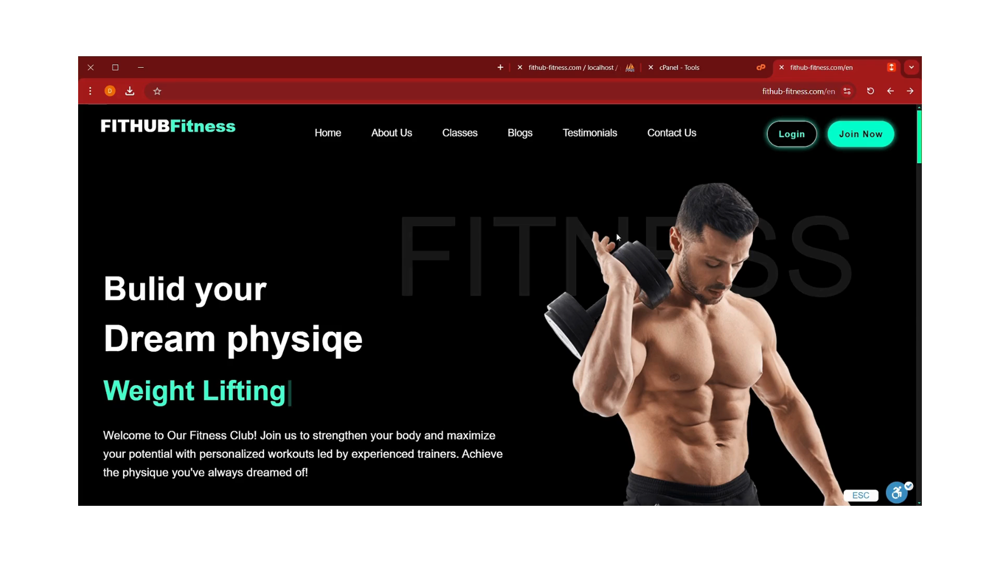 fithub-fitness.com / localhost /
cPanel - Tools
cP
fithub-fitness.com/en
D
fithub-fitness.com/en
FITHUBFitness
Home
About Us
Classes
Blogs
Testimonials
Contact Us
Login
Join Now
FITNESS
Bulid your
Dream physiqe
Weight Lifting
Welcome to Our Fitness Club! Join us to strengthen your body and maximize
your potential with personalized workouts led by experienced trainers. Achieve
the physique you've always dreamed of!
ESC